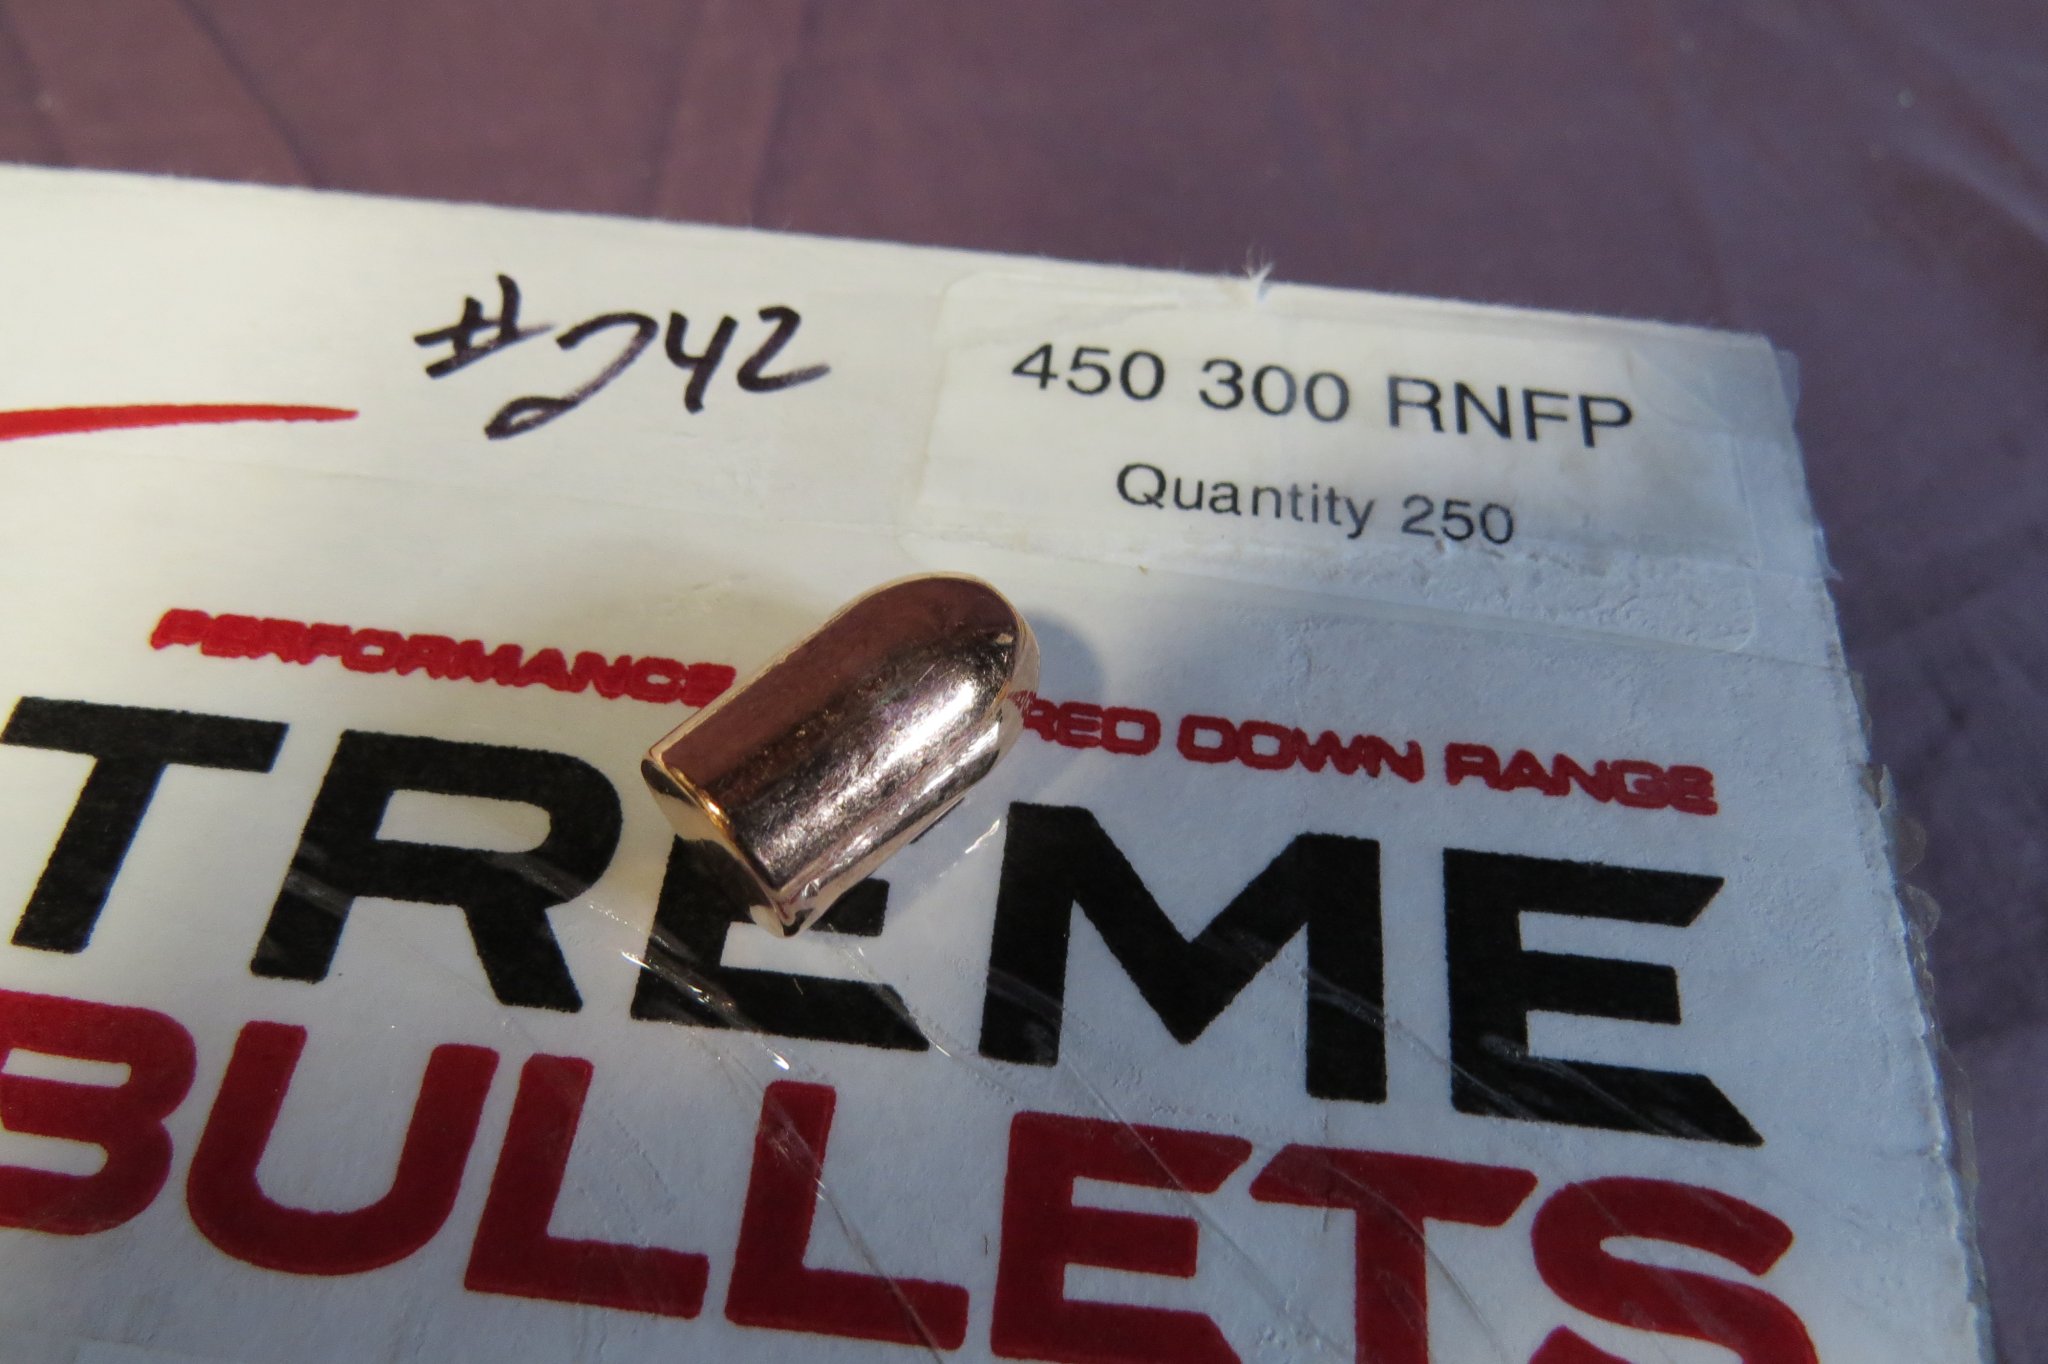 #242
450 300 RNFP
Quantity 250
PERFORMANCE RED DOWN RANGE
TREME
BULLETS